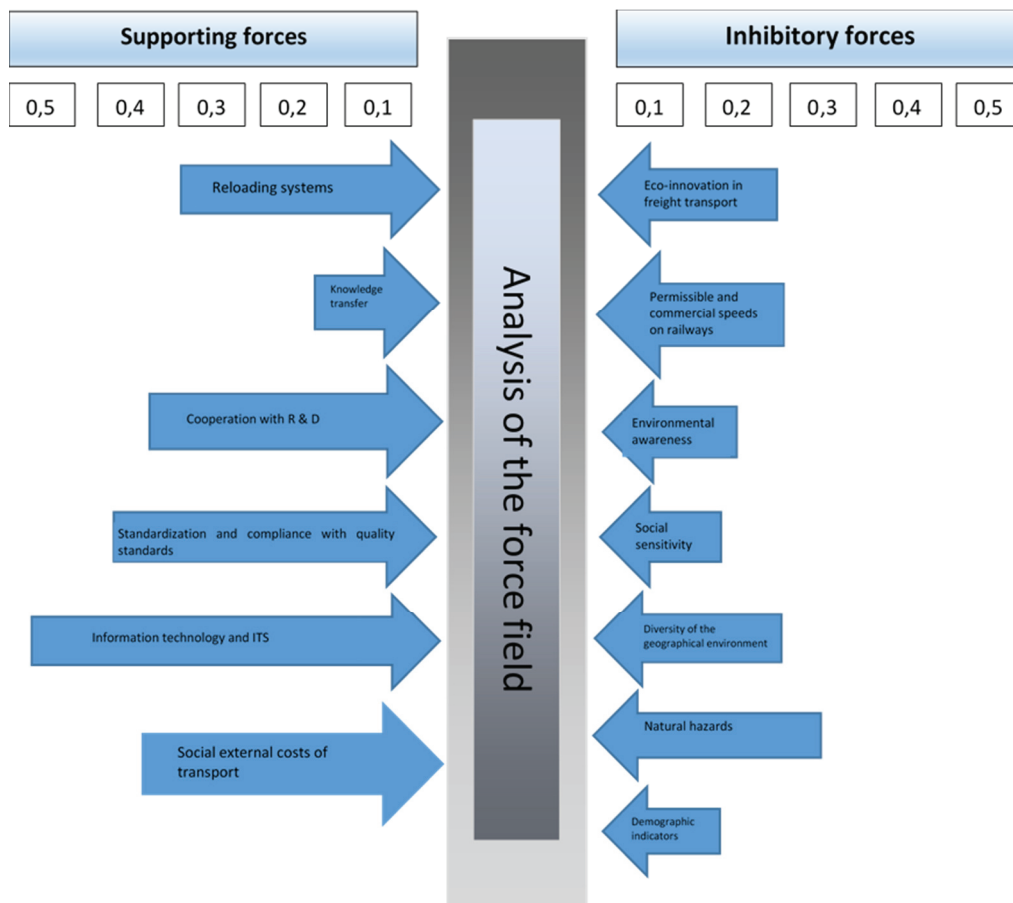 Supporting forces
Inhibitory forces
0,5
0,4
0,3
0,2
0,1
0,1
0,2
0,3
0,4
0,5
Reloading systems
Knowledge
transfer
Cooperation with R & D
Standardization and compliance with quality
standards
Information technology and ITS
Social external costs of
transport
Analysis of the force field
Eco-innovation in
freight transport
Permissible and
commercial speeds
on railways
Environmental
awareness
Social
sensitivity
Diversity of the
geographical environment
Natural hazards
Demographic
indicators